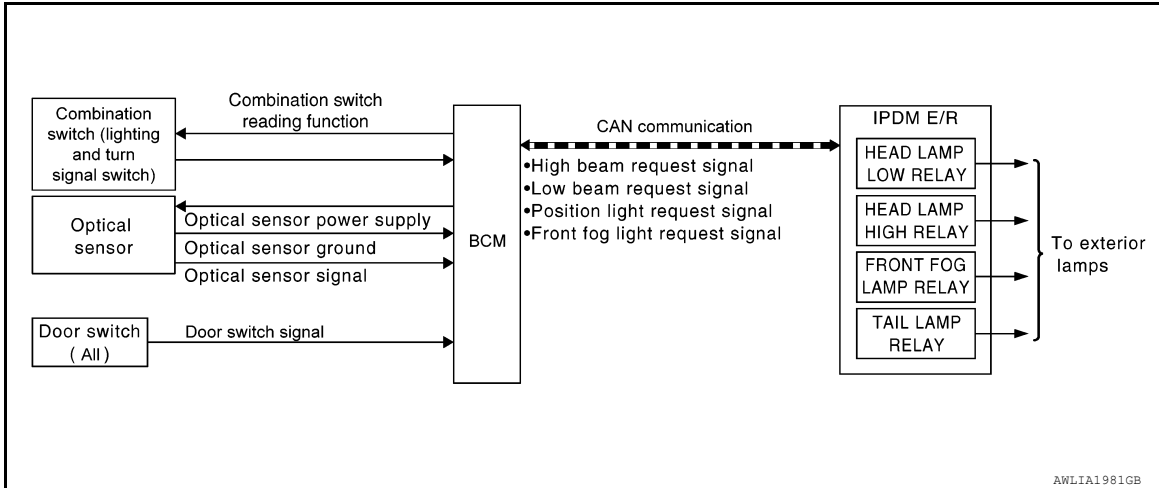 Combination
switch (lighting
and turn
signal switch)
Combination switch
reading function
Optical
sensor
Optical sensor power supply
Optical sensor ground
Optical sensor signal
Door switch
( All )
Door switch signal
BCM
CAN communication
•High beam request signal
•Low beam request signal
•Position light request signal
•Front fog light request signal
IPDM E/R
HEAD LAMP
LOW RELAY
HEAD LAMP
HIGH RELAY
FRONT FOG
LAMP RELAY
TAIL LAMP
RELAY
To exterior
lamps
AWLIA1981GB